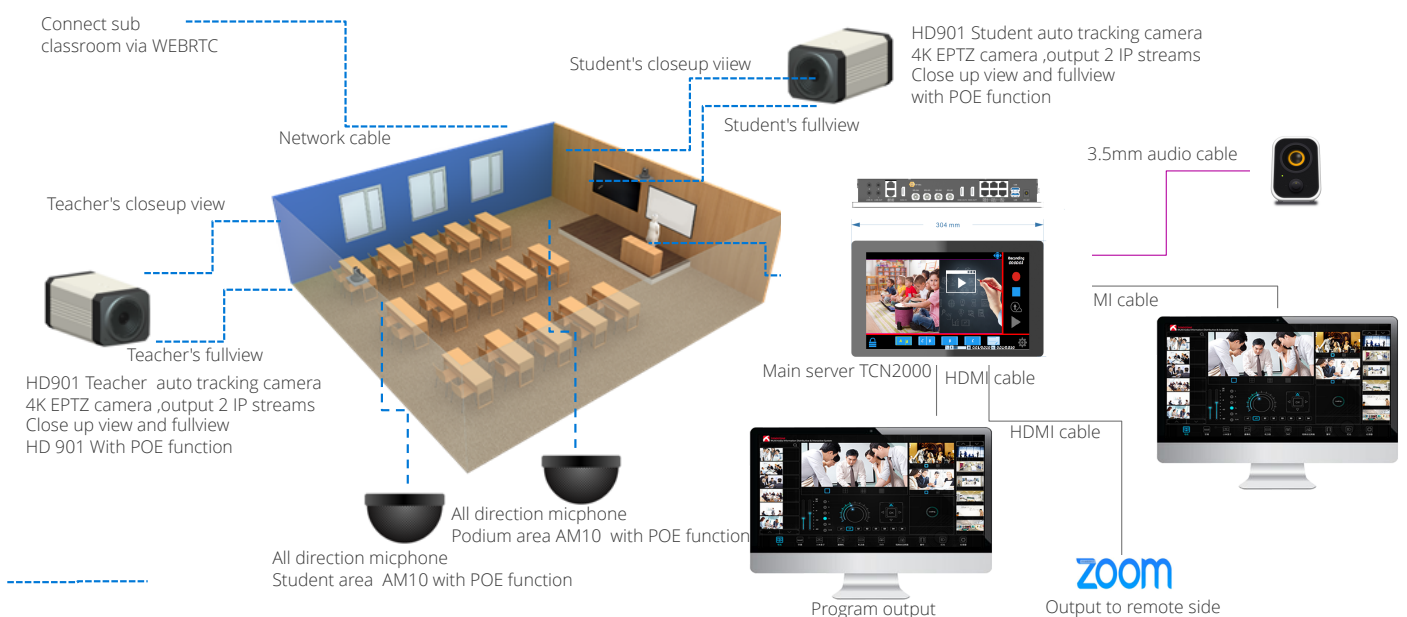 Connect sub
classroom via WEBRTC
Network cable
Student's closeup viiew
Student's fullview
HD901 Student auto tracking camera
4K EPTZ camera ,output 2 IP streams
Close up view and fullview
with POE function
3.5mm audio cable
Teacher's closeup view
Teacher's fullview
HD901 Teacher auto tracking camera
4K EPTZ camera ,output 2 IP streams
Close up view and fullview
HD 901 With POE function
304 mm
Recording
Main server TCN2000
HDMI cable
MI cable
HDMI cable
All direction micphone
Podium area AM10 with POE function
All direction micphone
Student area AM10 with POE function
Program output
zoom
Output to remote side